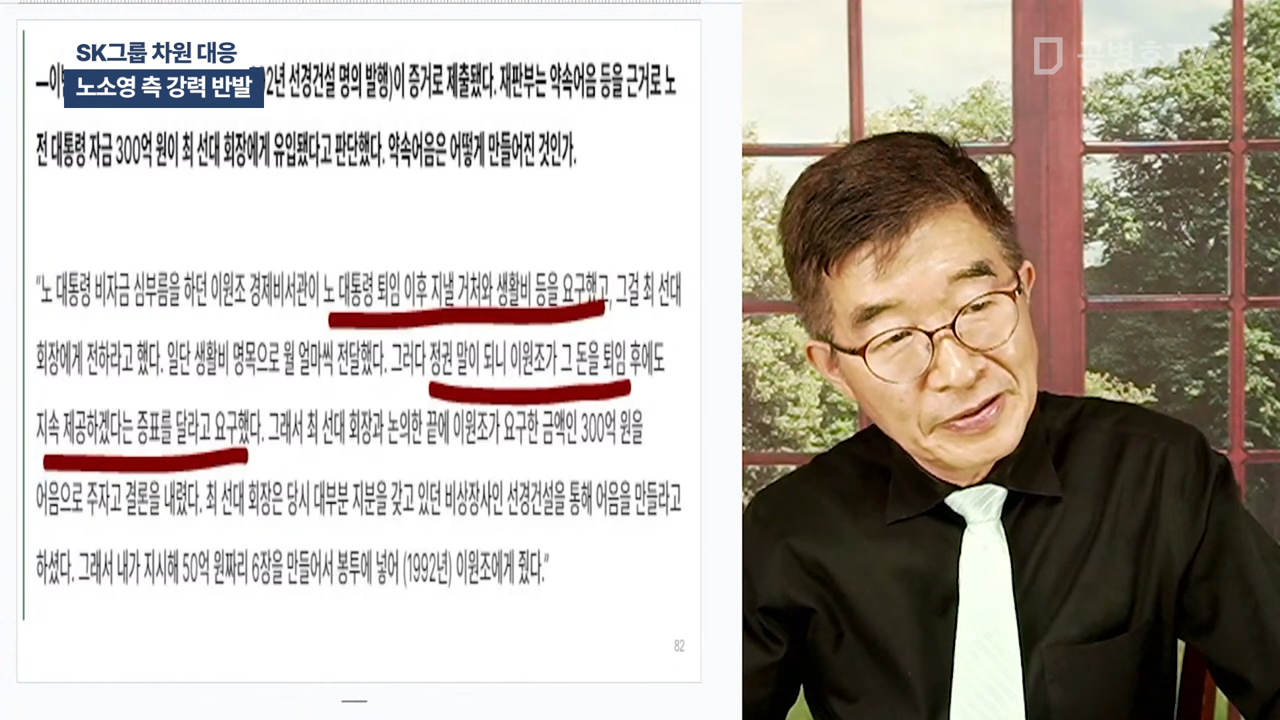 SK그룹 차원 대응
노소영 측 강력 반발
2년 선경건설 명의 발행)이 증거로 제출됐다. 재판부는 약속어음 등을 근거로 노
전 대통령 자금 300억 원이 최 선대 회장에게 유입됐다고 판단했다. 약속어음은 어떻게 만들어진 것인가.
“노 대통령 비자금 심부름을 하던 이원조 경제비서관이 노 대통령 퇴임 이후 지낼 거처와 생활비 등을 요구했고, 그걸 최 선대
회장에게 전하라고 했다. 일단 생활비 명목으로 월 얼마씩 전달했다. 그러다 정권 말이 되니 이원조가 그 돈을 퇴임 후에도
지속 제공하겠다는 증표를 달라고 요구했다. 그래서 최 선대 회장과 논의한 끝에 이원조가 요구한 금액인 300억 원을
어음으로 주자고 결론을 내렸다. 최 선대 회장은 당시 대부분 지분을 갖고 있던 비상장사인 선경건설을 통해 어음을 만들라고
하셨다. 그래서 내가 지시해 50억 원짜리 6장을 만들어서 봉투에 넣어 (1992년) 이원조에게 줬다.”
82
공병호TV